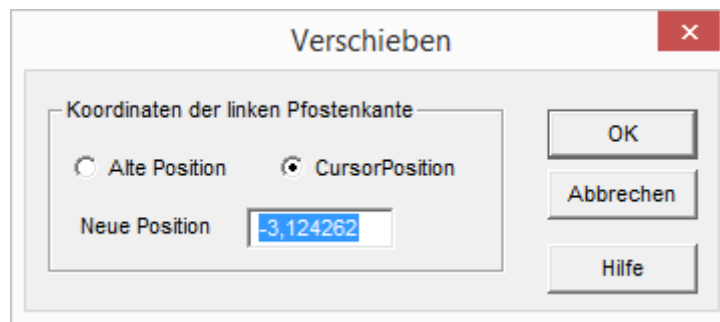 Verschieben
Koordinaten der linken Pfostenkante
Alte Position
CursorPosition
Neue Position
-3,124262
OK
Abbrechen
Hilfe